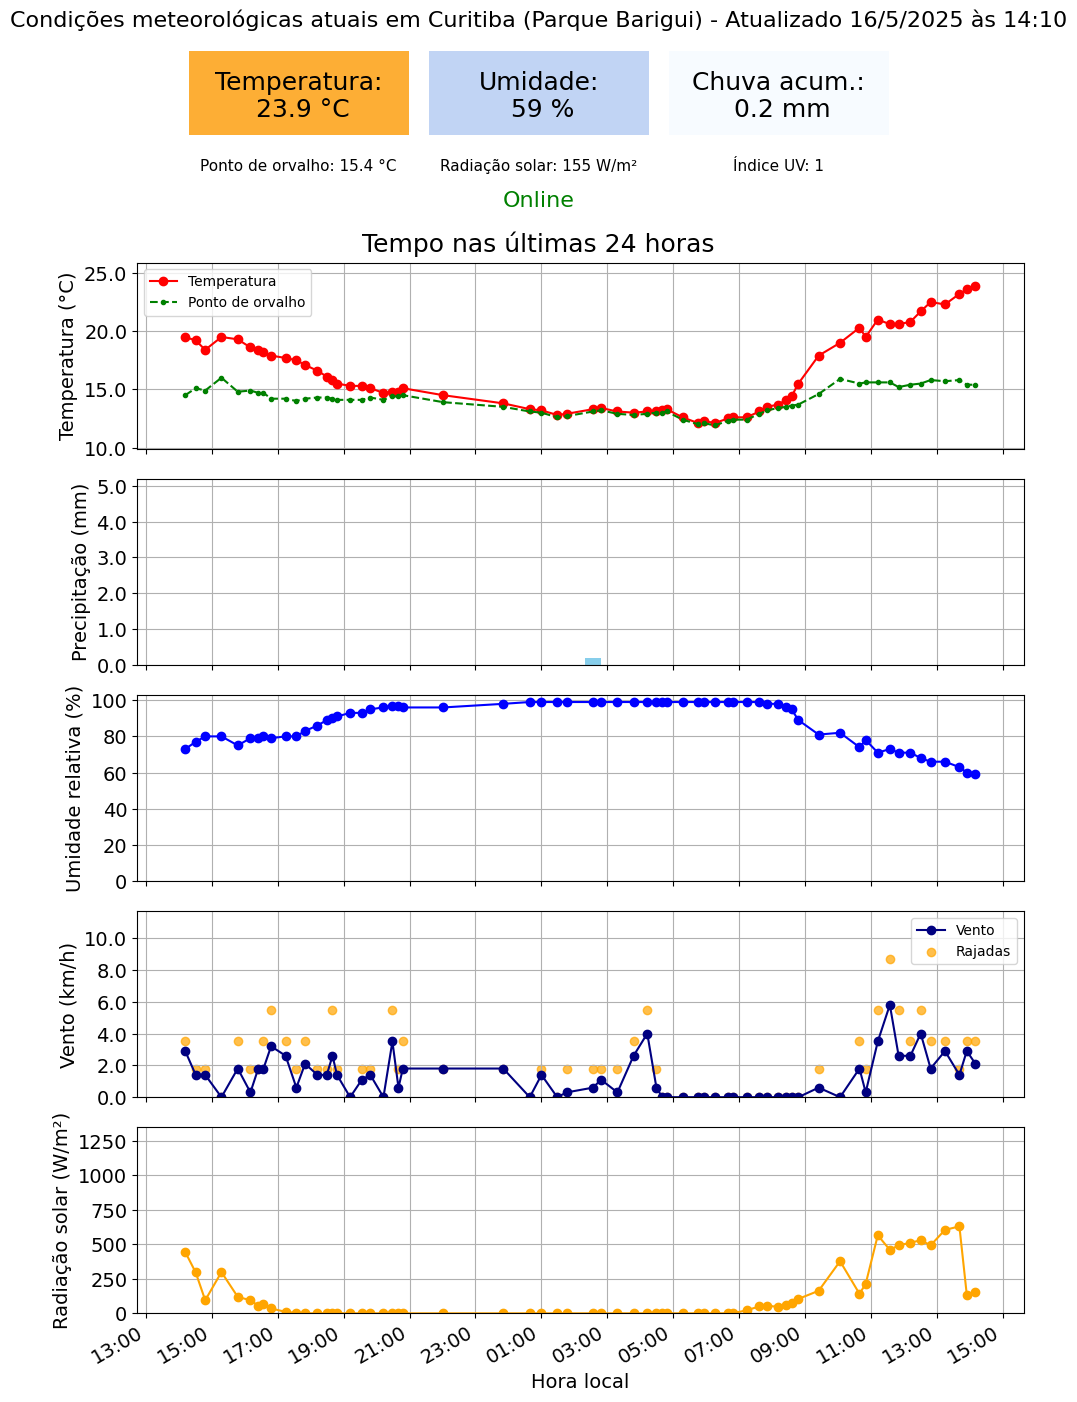 Condições meteorológicas atuais em Curitiba (Parque Barigui) - Atualizado 16/5/2025 às 14:10
Temperatura:
23.9 °C
Umidade:
59 %
Chuva acum.:
0.2 mm
Ponto de orvalho: 15.4 °C
Radiação solar: 155 W/m²
Índice UV: 1
Online
Tempo nas últimas 24 horas
Temperatura (°C)
25.0
20.0
15.0
10.0
Temperatura
Ponto de orvalho
Precipitação (mm)
5.0
4.0
3.0
2.0
1.0
0.0
Umidade relativa (%)
100
80
60
40
20
0
Vento (km/h)
10.0
8.0
6.0
4.0
2.0
0.0
Vento
Rajadas
Radiação solar (W/m²)
1250
1000
750
500
250
0
13:00 15:00 17:00 19:00 21:00 23:00 01:00 03:00 05:00 07:00 09:00 11:00 13:00 15:00
Hora local